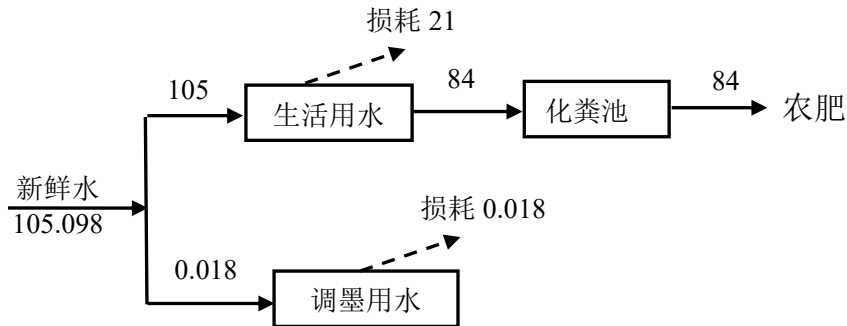 损耗 21
105
生活用水
84
化粪池
84
农肥
新鲜水
105.098
损耗 0.018
0.018
调墨用水